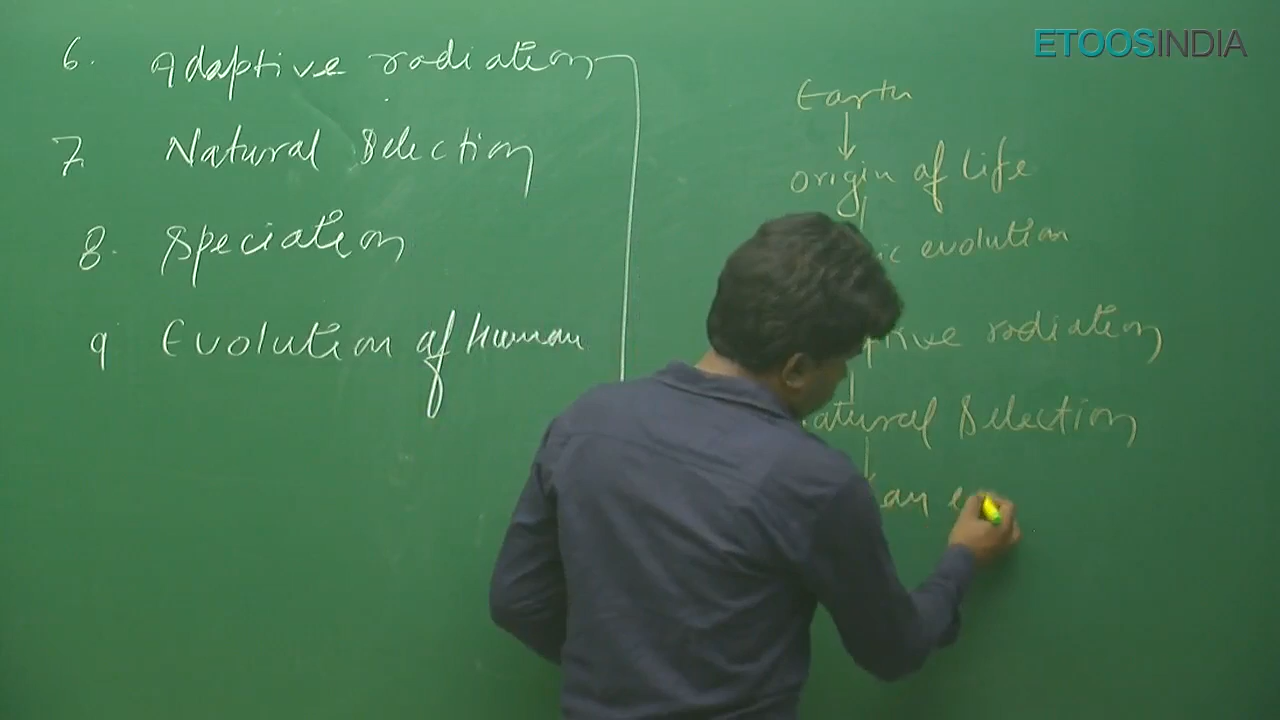 ETOOSINDIA
6. Adaptive radiation
7. Natural Selection
8. Speciation
9 Evolution of Human
Earth
origin of life
evolution
radiation
Selection